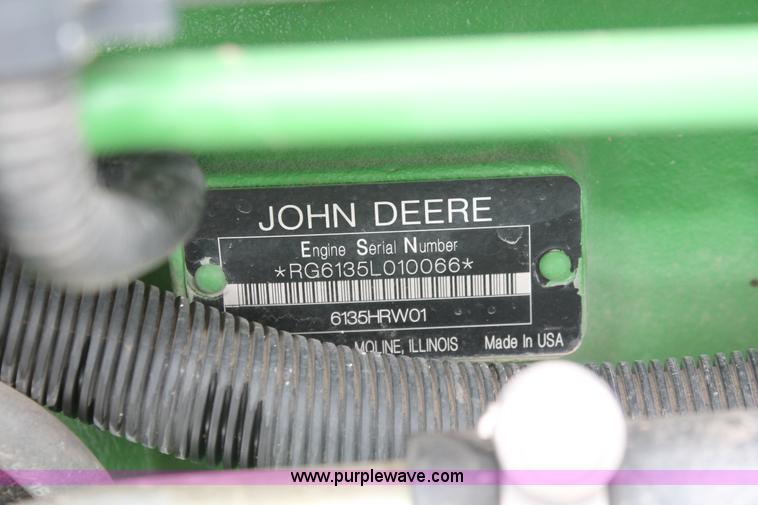 JOHN DEERE
Engine Serial Number
*RG6135L010066*
6135HRW01
MOLINE, ILLINOIS Made In USA
www.purplewave.com